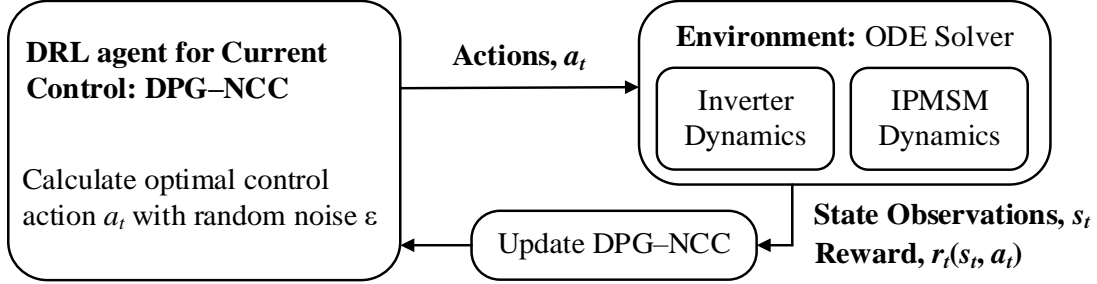 DRL agent for Current
Control: DPG–NCC
Calculate optimal control
action aₜ with random noise ε
Actions, aₜ
Environment: ODE Solver
Inverter
Dynamics
IPMSM
Dynamics
State Observations, sₜ
Reward, rₜ(sₜ, aₜ)
Update DPG–NCC